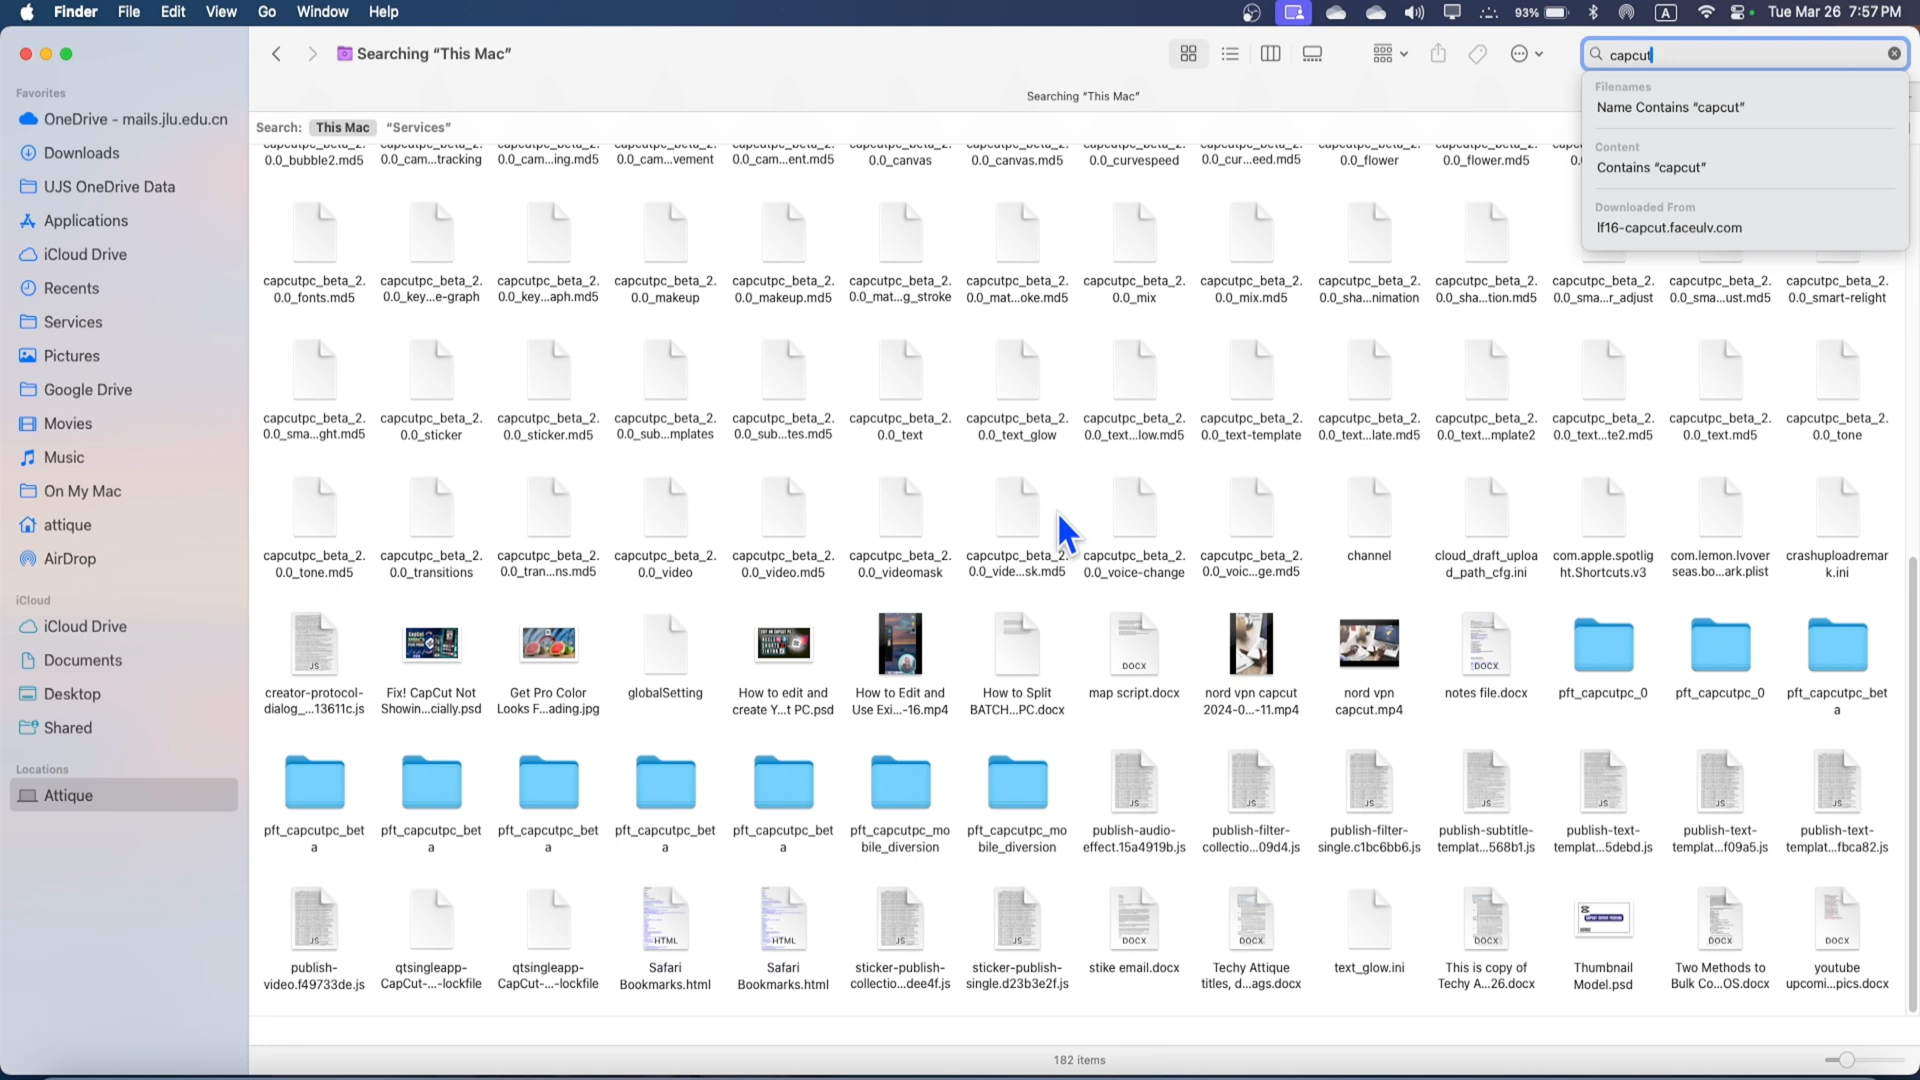 Finder File Edit View Go Window Help
93% A Tue Mar 26 7:57 PM
Searching “This Mac”
capcut
Searching “This Mac”
Search: This Mac “Services”
Filenames
Name Contains “capcut”
Content
Contains “capcut”
Downloaded From
lf16-capcut.faceulv.com
Favorites
OneDrive - mails.jlu.edu.cn
Downloads
UJS OneDrive Data
Applications
iCloud Drive
Recents
Services
Pictures
Google Drive
Movies
Music
On My Mac
attique
AirDrop
iCloud
iCloud Drive
Documents
Desktop
Shared
Locations
Attique
0.0_bubble2.md5 0.0_cam...tracking 0.0_cam...ing.md5 0.0_cam...vement 0.0_cam...ent.md5 0.0_canvas 0.0_canvas.md5 0.0_curvespeed 0.0_cur...eed.md5 0.0_flower 0.0_flower.md5
capcutpc_beta_2. capcutpc_beta_2. capcutpc_beta_2. capcutpc_beta_2. capcutpc_beta_2. capcutpc_beta_2. capcutpc_beta_2. capcutpc_beta_2. capcutpc_beta_2. capcutpc_beta_2. capcutpc_beta_2. capcutpc_beta_2. capcutpc_beta_2. capcutpc_beta_2.
0.0_fonts.md5 0.0_key...e-graph 0.0_key...aph.md5 0.0_makeup 0.0_makeup.md5 0.0_mat...g_stroke 0.0_mat...oke.md5 0.0_mix 0.0_mix.md5 0.0_sha...nimation 0.0_sha...tion.md5 0.0_sma...r_adjust 0.0_sma...ust.md5 0.0_smart-relight
capcutpc_beta_2. capcutpc_beta_2. capcutpc_beta_2. capcutpc_beta_2. capcutpc_beta_2. capcutpc_beta_2. capcutpc_beta_2. capcutpc_beta_2. capcutpc_beta_2. capcutpc_beta_2. capcutpc_beta_2. capcutpc_beta_2. capcutpc_beta_2. capcutpc_beta_2.
0.0_sma...ght.md5 0.0_sticker 0.0_sticker.md5 0.0_sub...mplates 0.0_sub...tes.md5 0.0_text 0.0_text_glow 0.0_text...low.md5 0.0_text-template 0.0_text...late.md5 0.0_text...mplate2 0.0_text...te2.md5 0.0_text.md5 0.0_tone
capcutpc_beta_2. capcutpc_beta_2. capcutpc_beta_2. capcutpc_beta_2. capcutpc_beta_2. capcutpc_beta_2. capcutpc_beta_2. capcutpc_beta_2. capcutpc_beta_2. channel cloud_draft_uploa com.apple.spotlig com.lemon.lvover crashuploadremar
0.0_tone.md5 0.0_transitions 0.0_tran...ns.md5 0.0_video 0.0_video.md5 0.0_videomask 0.0_vide...sk.md5 0.0_voice-change 0.0_voic...ge.md5 d_path_cfg.ini ht.Shortcuts.v3 seas.bo...ark.plist k.ini
JS DOCX DOCX
creator-protocol- Fix! CapCut Not Get Pro Color globalSetting How to edit and How to Edit and How to Split map script.docx nord vpn capcut nord vpn notes file.docx pft_capcutpc_0 pft_capcutpc_0 pft_capcutpc_bet
dialog_...13611c.js Showin...cially.psd Looks F...ading.jpg create Y...t PC.psd Use Exi...-16.mp4 BATCH...PC.docx 2024-0...-11.mp4 capcut.mp4 a
JS JS JS JS JS JS JS
pft_capcutpc_bet pft_capcutpc_bet pft_capcutpc_bet pft_capcutpc_bet pft_capcutpc_bet pft_capcutpc_mo pft_capcutpc_mo publish-audio- publish-filter- publish-filter- publish-subtitle- publish-text- publish-text- publish-text-
a a a a a bile_diversion bile_diversion effect.15a4919b.js collectio...09d4.js single.c1bc6bb6.js templat...568b1.js templat...5debd.js templat...f09a5.js templat...fbca82.js
JS HTML HTML JS JS DOCX DOCX DOCX DOCX DOCX
publish- qtsingleapp- qtsingleapp- Safari Safari sticker-publish- sticker-publish- stike email.docx Techy Attique text_glow.ini This is copy of Thumbnail Two Methods to youtube
video.f49733de.js CapCut-...-lockfile CapCut-...-lockfile Bookmarks.html Bookmarks.html collectio...dee4f.js single.d23b3e2f.js titles, d...ags.docx Techy A...26.docx Model.psd Bulk Co...OS.docx upcomi...pics.docx
182 items